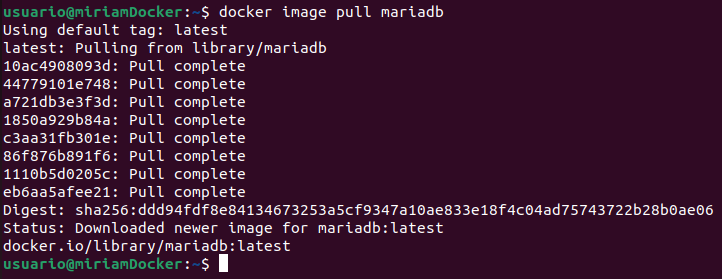 usuario@miriamDocker:~$ docker image pull mariadb
Using default tag: latest
latest: Pulling from library/mariadb
10ac4908093d: Pull complete
44779101e748: Pull complete
a721db3e3f3d: Pull complete
1850a929b84a: Pull complete
c3aa31fb301e: Pull complete
86f876b891f6: Pull complete
1110b5d0205c: Pull complete
eb6aa5afee21: Pull complete
Digest: sha256:ddd94fdf8e84134673253a5cf9347a10ae833e18f4c04ad75743722b28b0ae06
Status: Downloaded newer image for mariadb:latest
docker.io/library/mariadb:latest
usuario@miriamDocker:~$